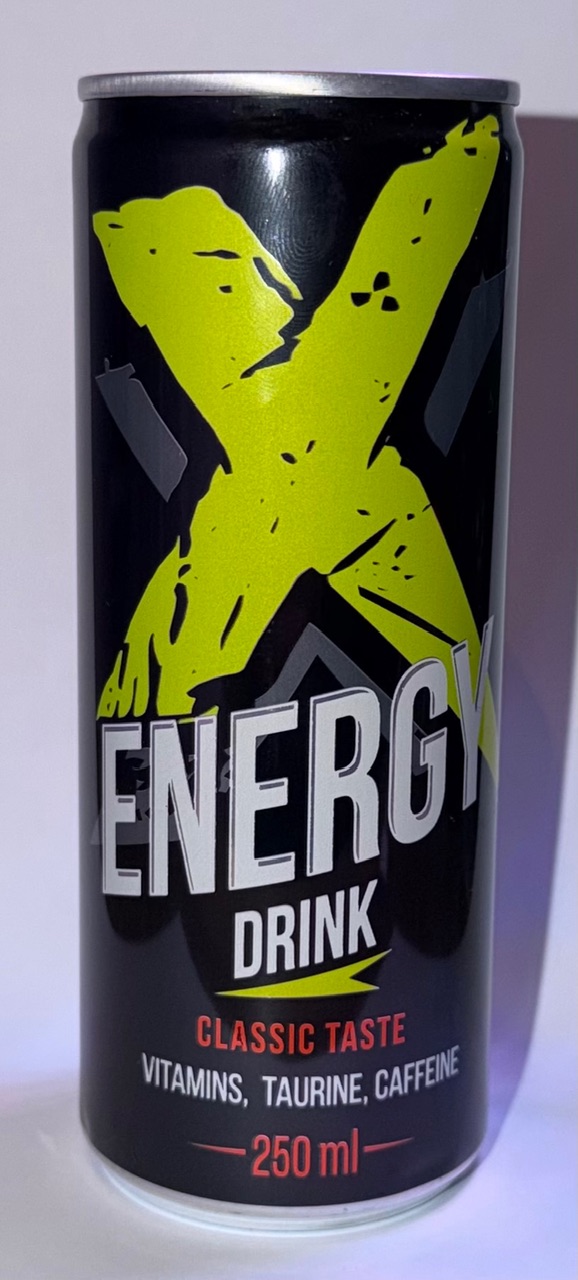 X
ENERGY
DRINK
CLASSIC TASTE
VITAMINS, TAURINE, CAFFEINE
250 ml